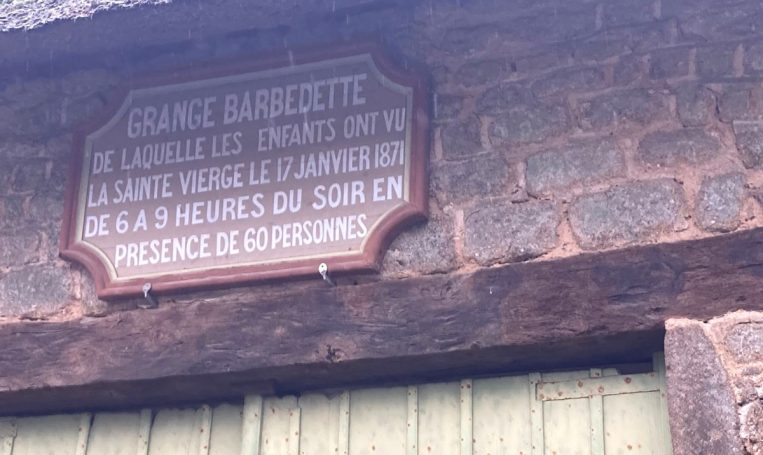 GRANGE BARBEDETTE
DE LAQUELLE LES ENFANTS ONT VU
LA SAINTE VIERGE LE 17 JANVIER 1871
DE 6 A 9 HEURES DU SOIR EN
PRESENCE DE 60 PERSONNES